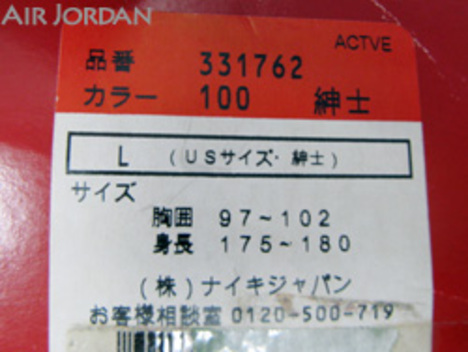 AIR JORDAN
ACTVE
品番 331762
カラー 100 紳士
L (USサイズ・紳士)
サイズ
胸囲 97~102
身長 175~180
(株)ナイキジャパン
お客様相談室 0120-500-719